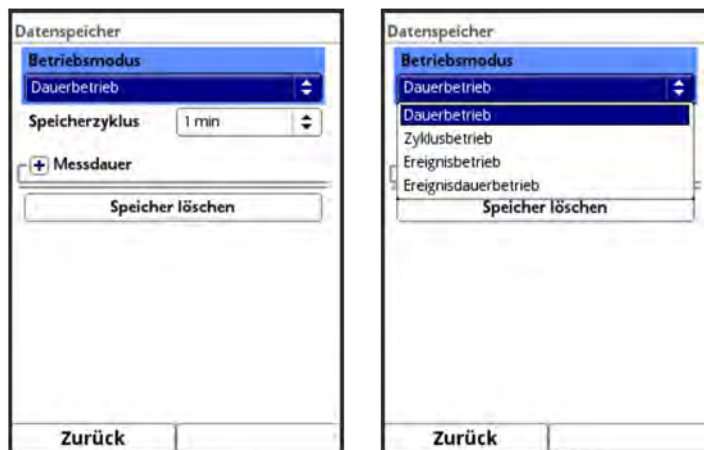 Datenspeicher
Betriebsmodus
Dauerbetrieb
Speicherzyklus 1 min
+ Messdauer
Speicher löschen
Zurück
Datenspeicher
Betriebsmodus
Dauerbetrieb
Dauerbetrieb
Zyklusbetrieb
Ereignisbetrieb
Ereignisdauerbetrieb
Speicher löschen
Zurück